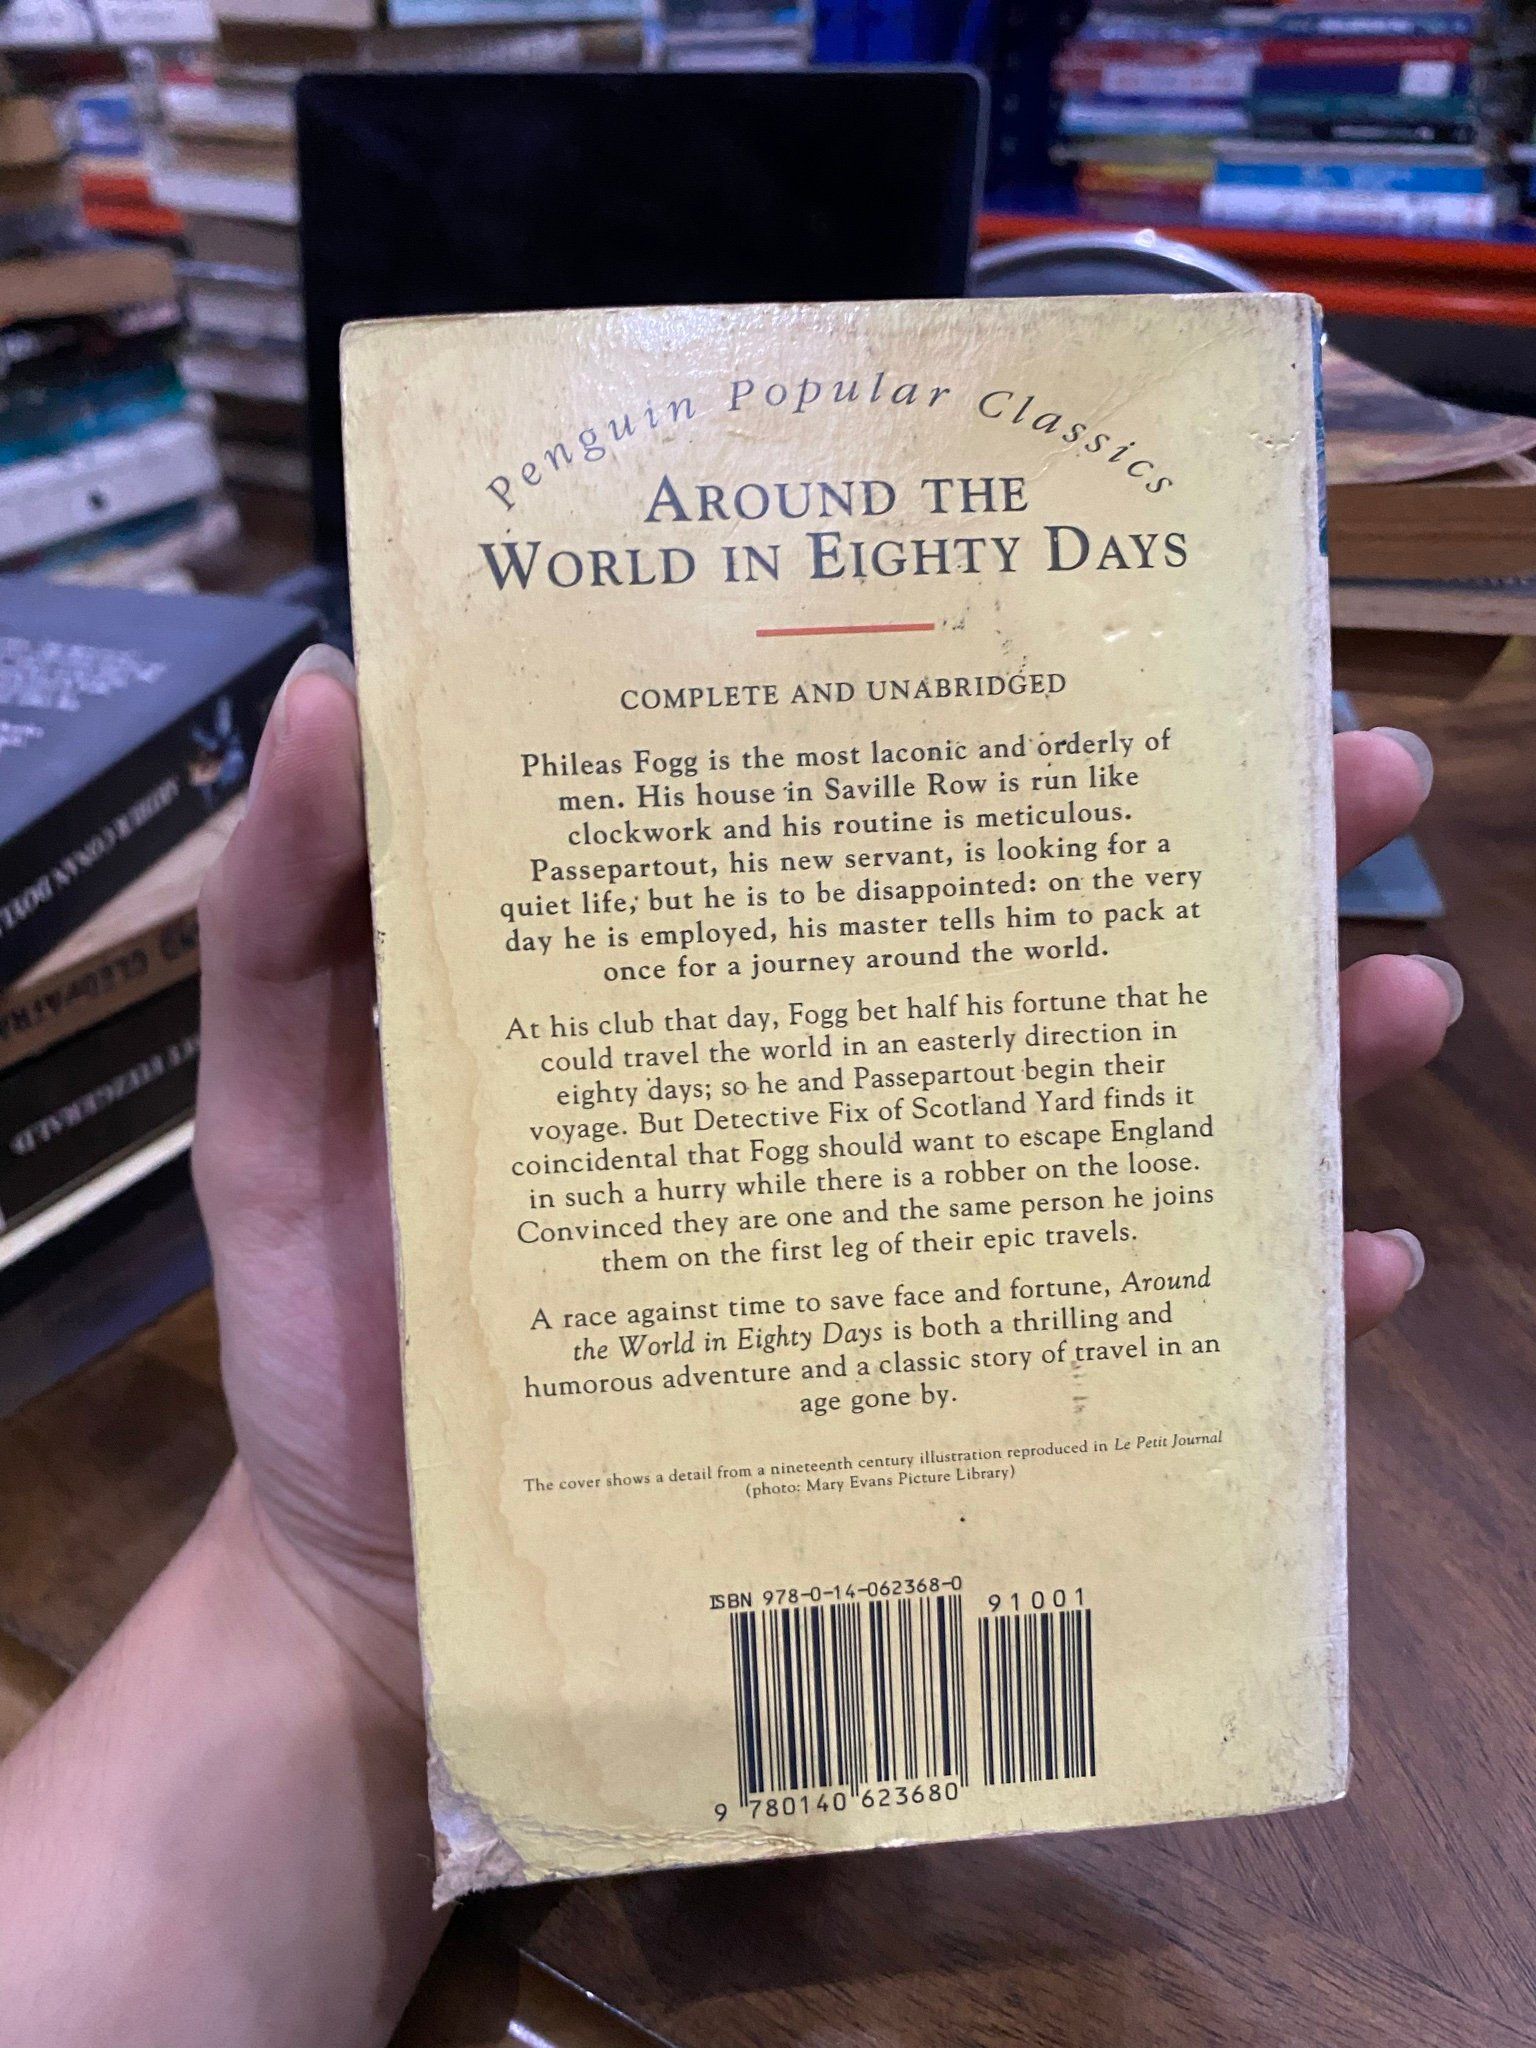 Penguin Popular Classics
AROUND THE
WORLD IN EIGHTY DAYS
COMPLETE AND UNABRIDGED
Phileas Fogg is the most laconic and orderly of
men. His house in Saville Row is run like
clockwork and his routine is meticulous.
Passepartout, his new servant, is looking for a
quiet life, but he is to be disappointed: on the very
day he is employed, his master tells him to pack at
once for a journey around the world.
At his club that day, Fogg bet half his fortune that he
could travel the world in an easterly direction in
eighty days; so he and Passepartout begin their
voyage. But Detective Fix of Scotland Yard finds it
coincidental that Fogg should want to escape England
in such a hurry while there is a robber on the loose.
Convinced they are one and the same person he joins
them on the first leg of their epic travels.
A race against time to save face and fortune, Around
the World in Eighty Days is both a thrilling and
humorous adventure and a classic story of travel in an
age gone by.
The cover shows a detail from a nineteenth century illustration reproduced in Le Petit Journal
(photo: Mary Evans Picture Library)
ISBN 978-0-14-062368-0
91001
9 780140 623680
CONAN DOYLE
FITZGERALD